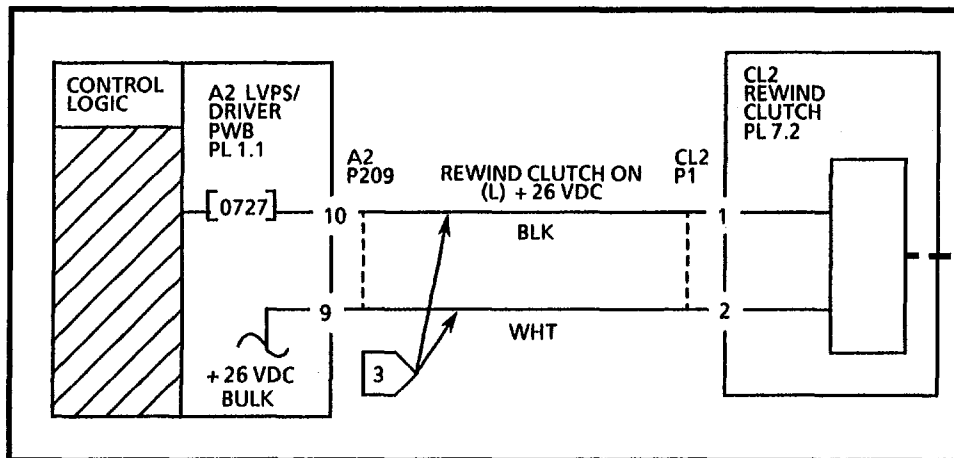 CONTROL
LOGIC
A2 LVPS/
DRIVER
PWB
PL 1.1
[0727]
10
9
+ 26 VDC
BULK
A2
P209
REWIND CLUTCH ON
(L) + 26 VDC
BLK
WHT
3
CL2
P1
1
2
CL2
REWIND
CLUTCH
PL 7.2